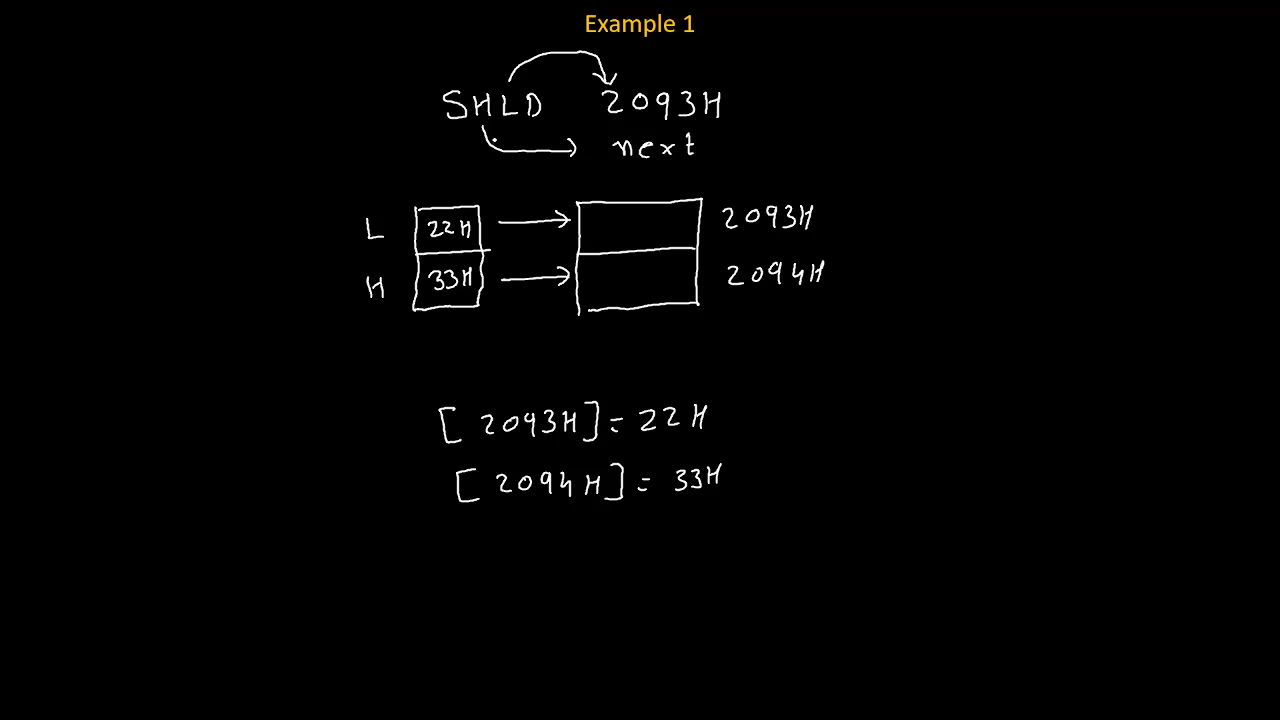 Example 1
SHLD 2093H
next
L 22H 2093H
H 33H 2094H
[ 2093H] = 22H
[ 2094H] = 33H